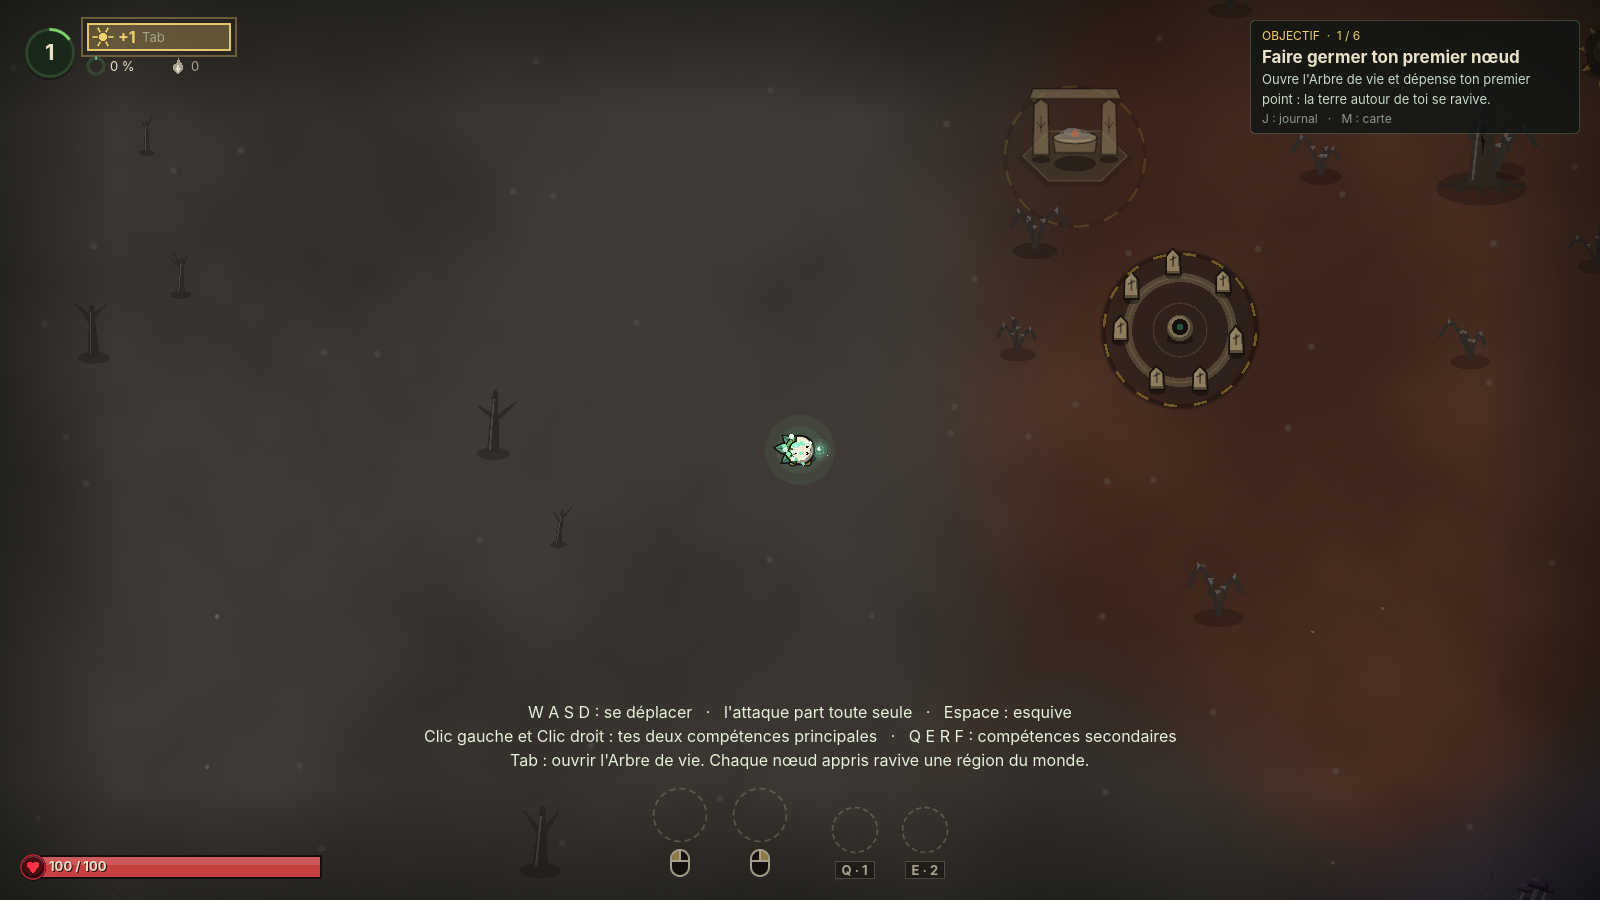 1
+1 Tab
0 %
0
OBJECTIF · 1 / 6
Faire germer ton premier nœud
Ouvre l'Arbre de vie et dépense ton premier
point : la terre autour de toi se ravive.
J : journal · M : carte
W A S D : se déplacer · l'attaque part toute seule · Espace : esquive
Clic gauche et Clic droit : tes deux compétences principales · Q E R F : compétences secondaires
Tab : ouvrir l'Arbre de vie. Chaque nœud appris ravive une région du monde.
100 / 100
Q · 1
E · 2